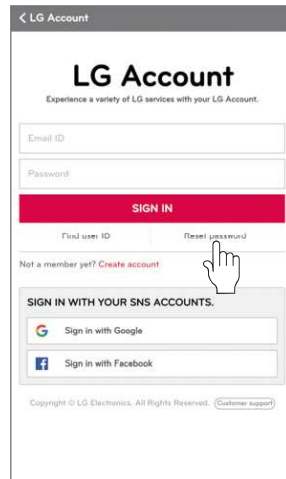 < LG Account
LG Account
Experience a variety of LG services with your LG Account.
Email ID
Password
SIGN IN
Find user ID Reset password
Not a member yet? Create account
SIGN IN WITH YOUR SNS ACCOUNTS.
G Sign in with Google
f Sign in with Facebook
Copyright © LG Electronics. All Rights Reserved. (Customer support)